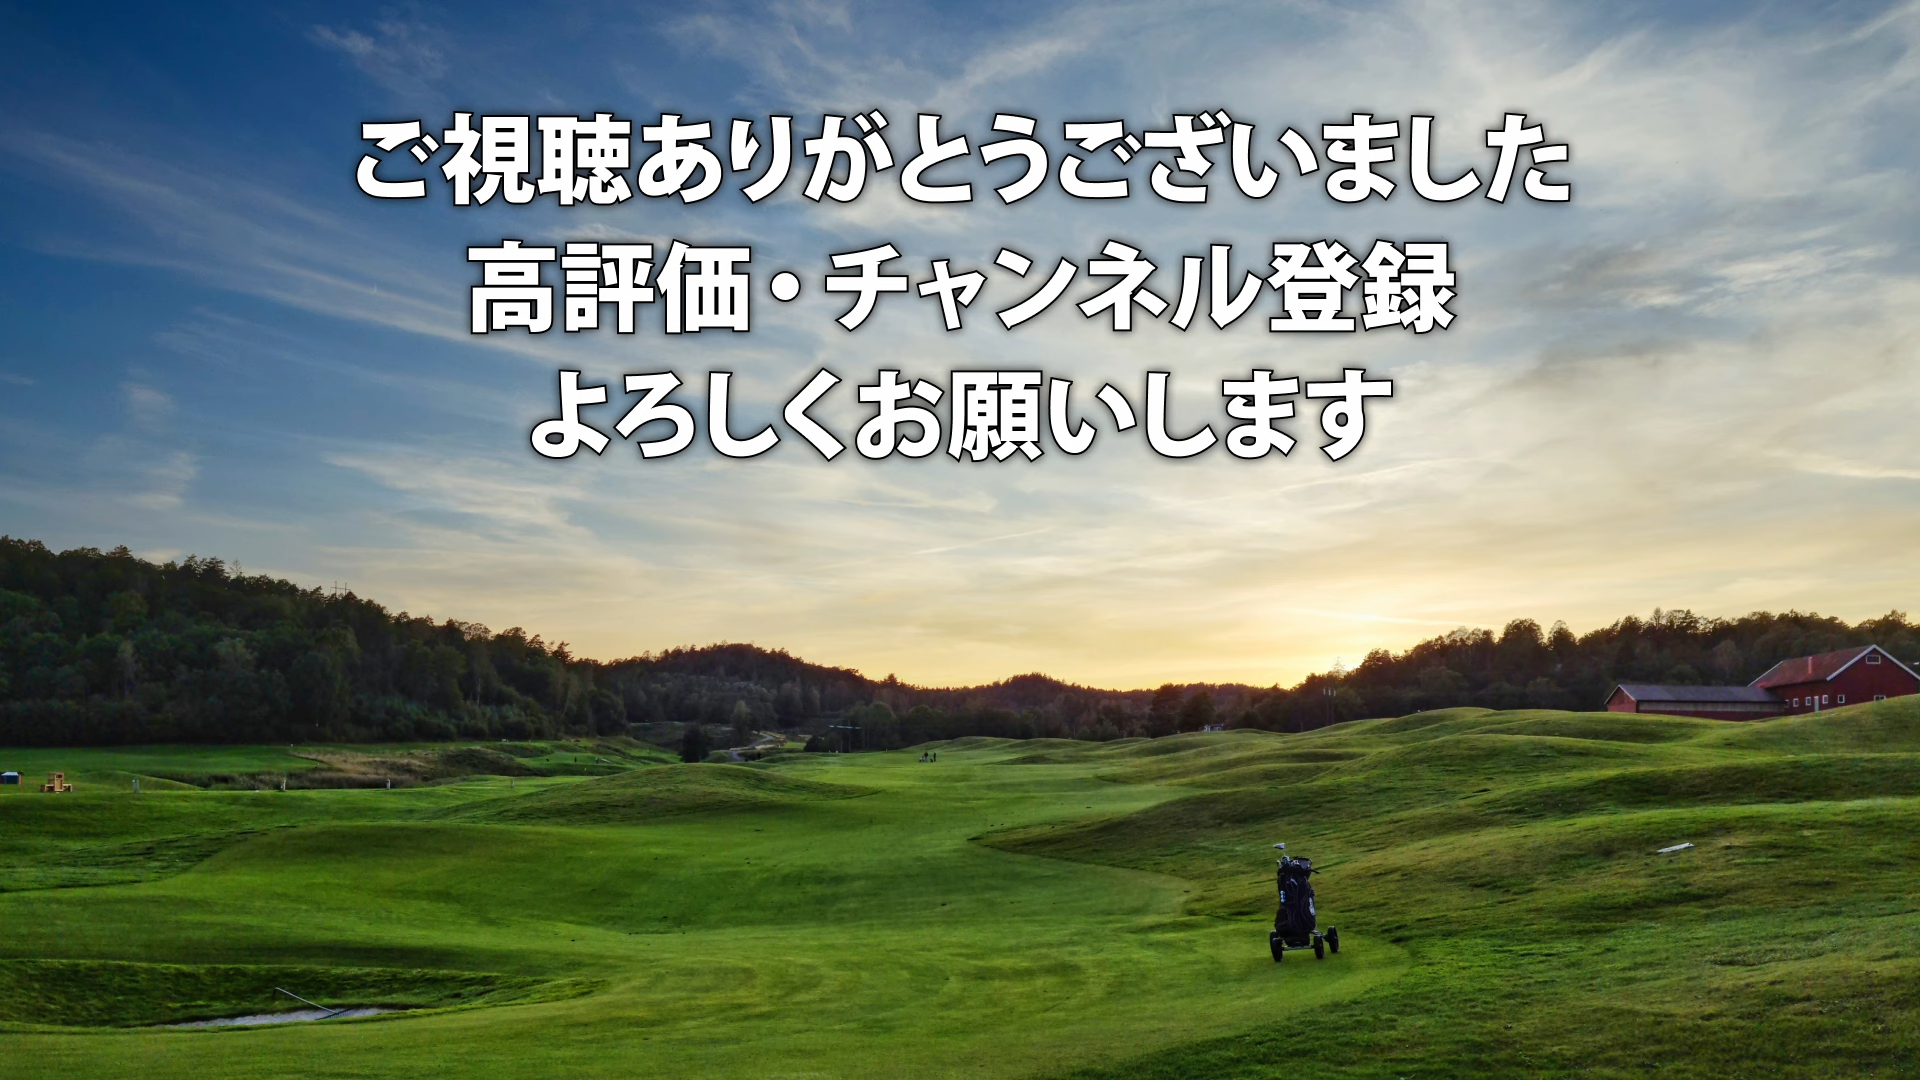 ご視聴ありがとうございました
高評価・チャンネル登録
よろしくお願いします